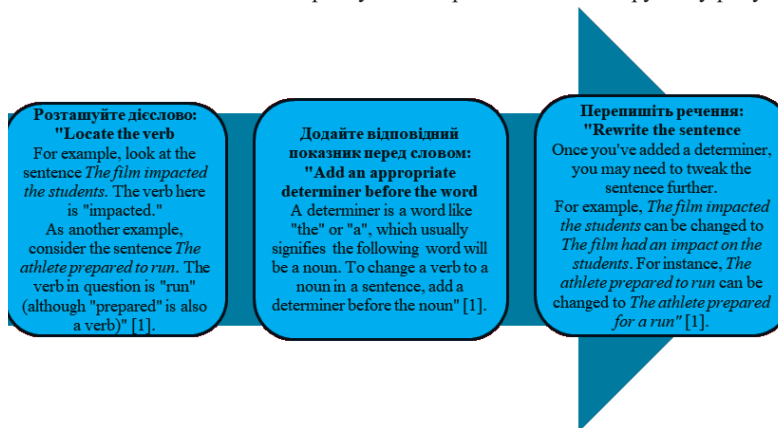 Розташуйте дієслово:
"Locate the verb
For example, look at the
sentence The film impacted
the students. The verb here
is "impacted."
As another example,
consider the sentence The
athlete prepared to run. The
verb in question is "run"
(although "prepared" is also
a verb)" [1].
Додайте відповідний
показник перед словом:
"Add an appropriate
determiner before the word
A determiner is a word like
"the" or "a", which usually
signifies the following word will
be a noun. To change a verb to a
noun in a sentence, add a
determiner before the noun" [1].
Перепишіть речення:
"Rewrite the sentence
Once you've added a determiner,
you may need to tweak the
sentence further.
For example, The film impacted
the students can be changed to
The film had an impact on the
students. For instance, The
athlete prepared to run can be
changed to The athlete prepared
for a run" [1].